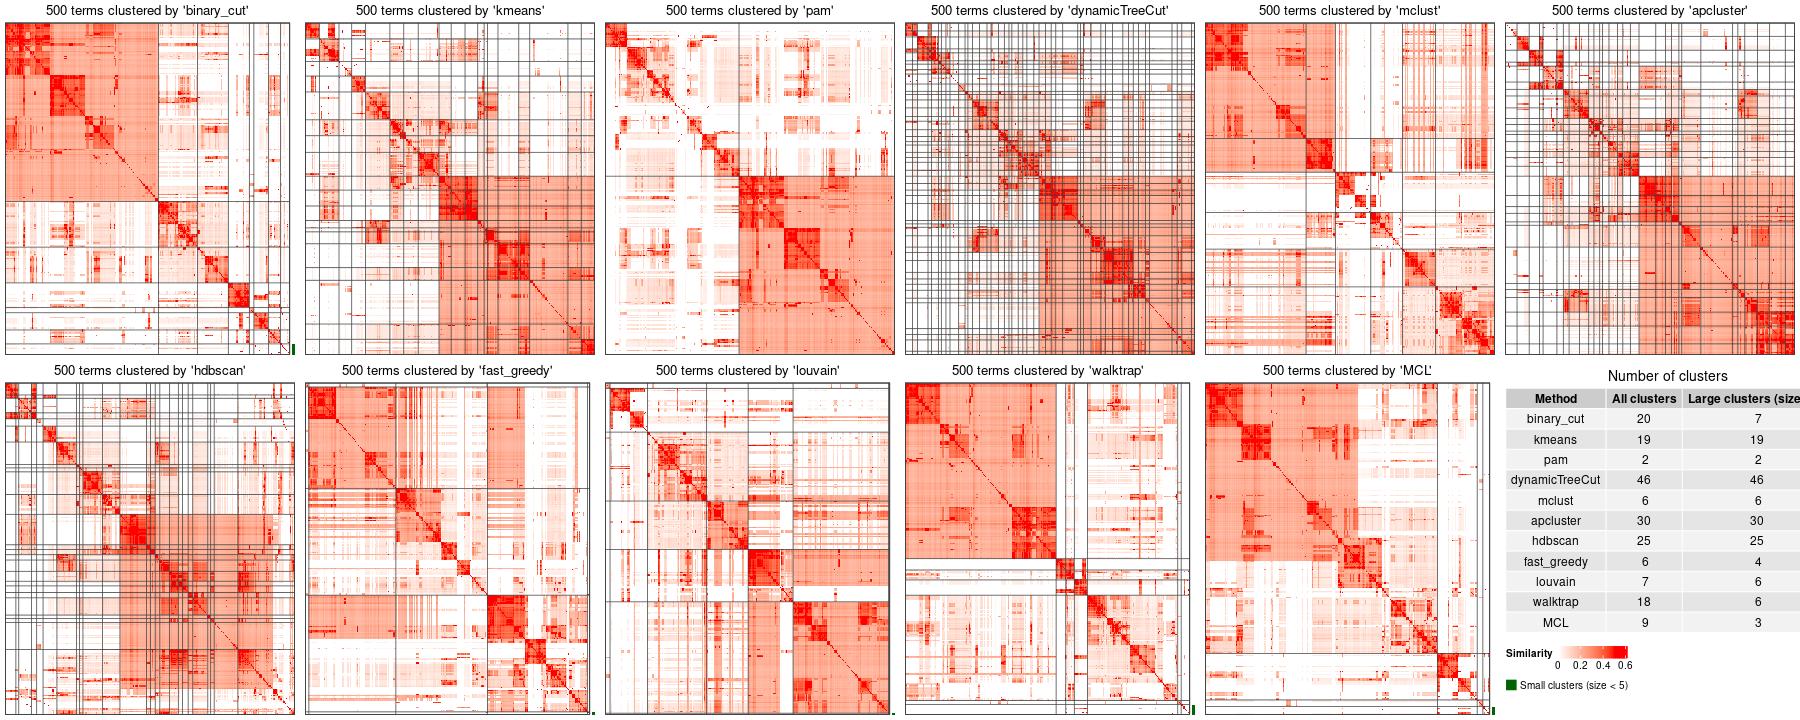 500 terms clustered by 'binary_cut'
500 terms clustered by 'kmeans'
500 terms clustered by 'pam'
500 terms clustered by 'dynamicTreeCut'
500 terms clustered by 'mclust'
500 terms clustered by 'apcluster'
500 terms clustered by 'hdbscan'
500 terms clustered by 'fast_greedy'
500 terms clustered by 'louvain'
500 terms clustered by 'walktrap'
500 terms clustered by 'MCL'
Number of clusters
Method All clusters Large clusters (size
binary_cut 20 7
kmeans 19 19
pam 2 2
dynamicTreeCut 46 46
mclust 6 6
apcluster 30 30
hdbscan 25 25
fast_greedy 6 4
louvain 7 6
walktrap 18 6
MCL 9 3
Similarity
0 0.2 0.4 0.6
Small clusters (size < 5)